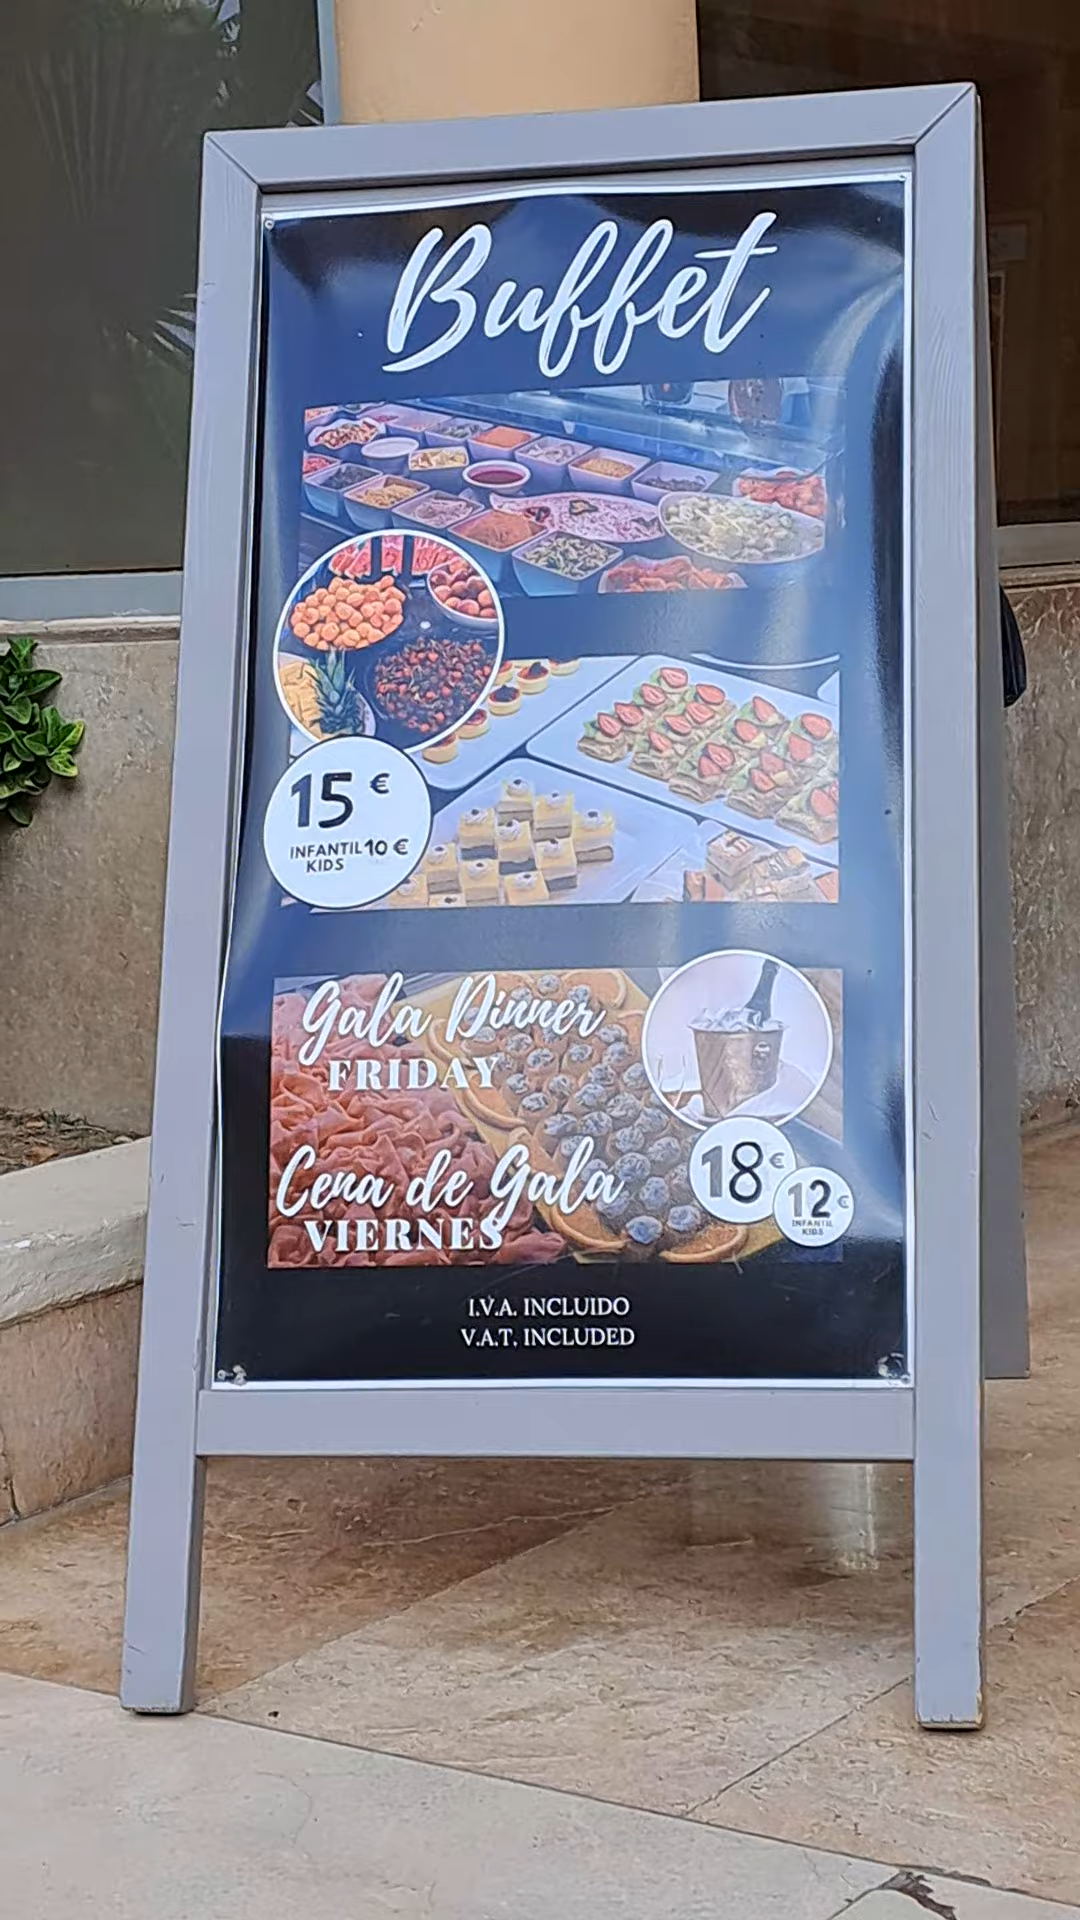 Buffet
15 €
INFANTIL 10 €
KIDS
Gala Dinner
FRIDAY
Cena de Gala
VIERNES
18 €
12 €
INFANTIL
KIDS
I.V.A. INCLUIDO
V.A.T. INCLUDED